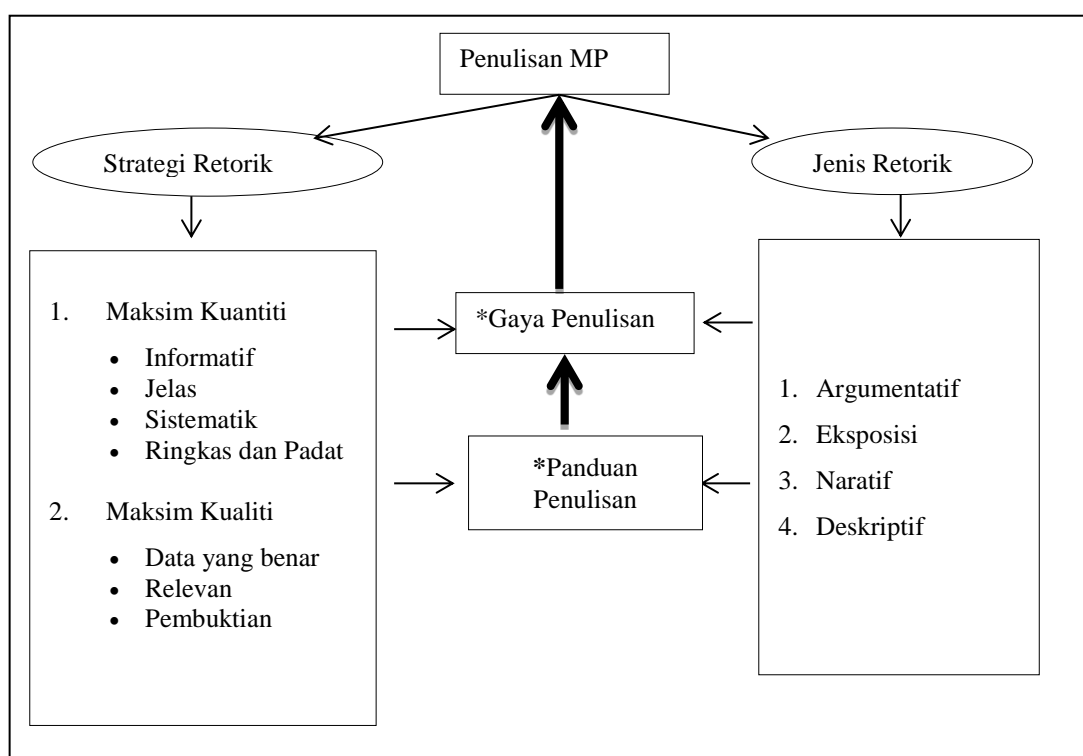 Penulisan MP
Strategi Retorik
Jenis Retorik
1. Maksim Kuantiti
• Informatif
• Jelas
• Sistematik
• Ringkas dan Padat
2. Maksim Kualiti
• Data yang benar
• Relevan
• Pembuktian
*Gaya Penulisan
*Panduan
Penulisan
1. Argumentatif
2. Eksposisi
3. Naratif
4. Deskriptif